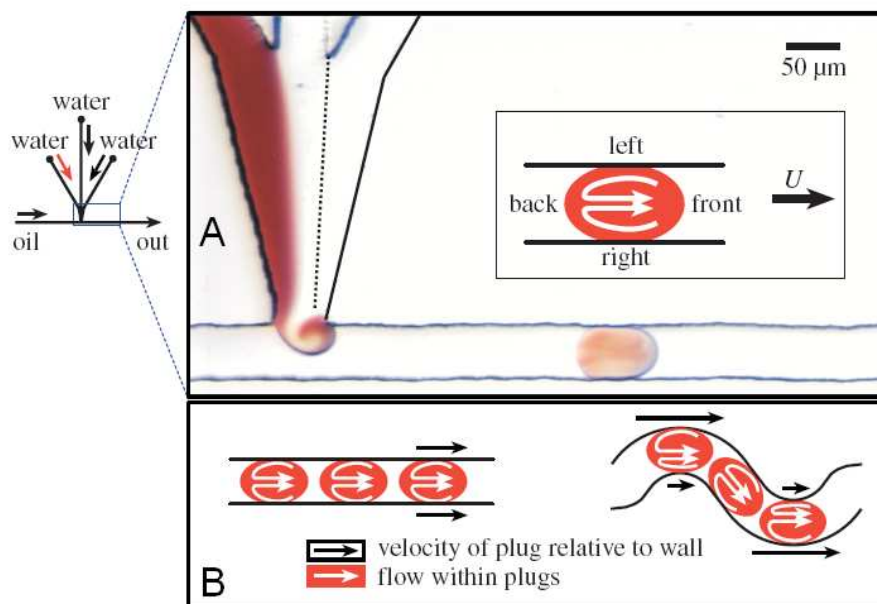 water
water
water
oil
out
A
50 µm
left
back
front
U
right
velocity of plug relative to wall
flow within plugs
B